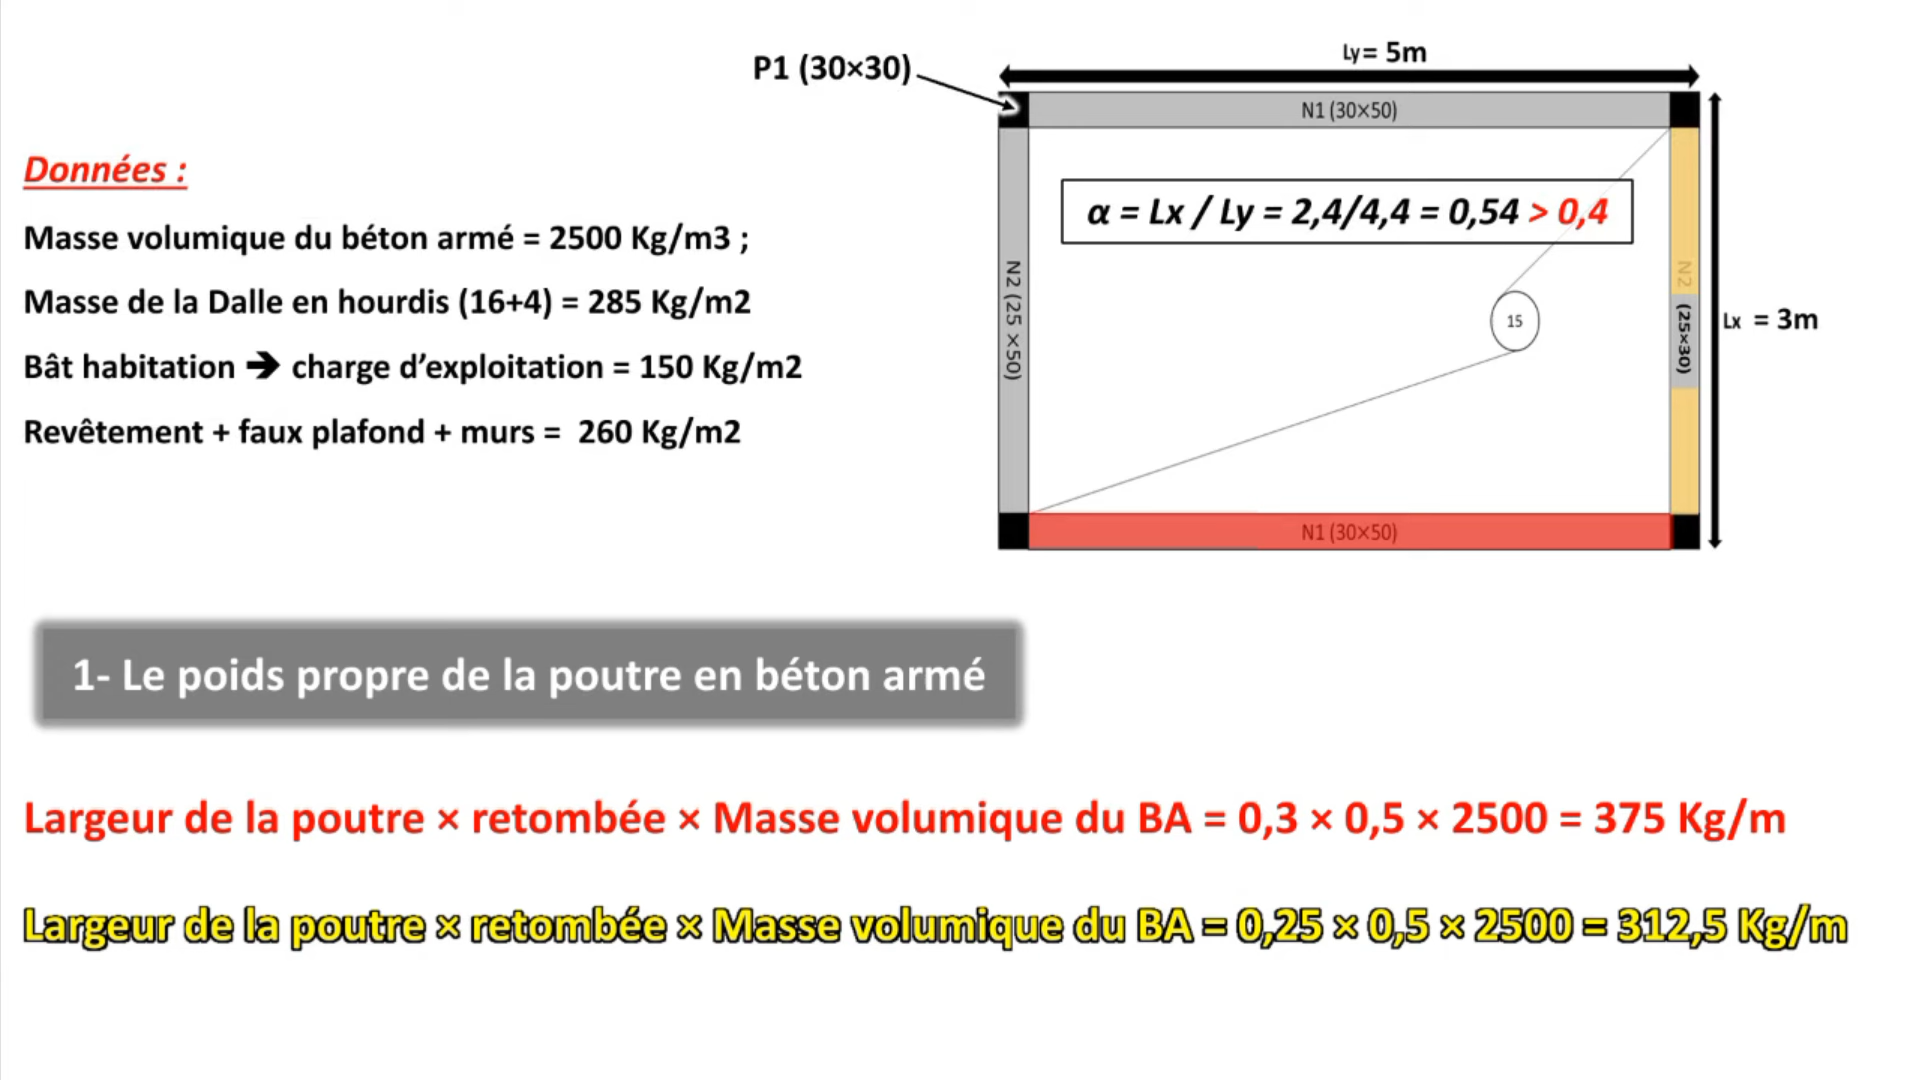 Ly = 5m
P1 (30×30)
N1 (30×50)
Données :
α = Lx / Ly = 2,4/4,4 = 0,54 > 0,4
Masse volumique du béton armé = 2500 Kg/m3 ;
Masse de la Dalle en hourdis (16+4) = 285 Kg/m2
N2 (25 ×50)
N2 (25×30)
15
Lx = 3m
Bât habitation ➔ charge d’exploitation = 150 Kg/m2
Revêtement + faux plafond + murs = 260 Kg/m2
N1 (30×50)
1- Le poids propre de la poutre en béton armé
Largeur de la poutre × retombée × Masse volumique du BA = 0,3 × 0,5 × 2500 = 375 Kg/m
Largeur de la poutre × retombée × Masse volumique du BA = 0,25 × 0,5 × 2500 = 312,5 Kg/m